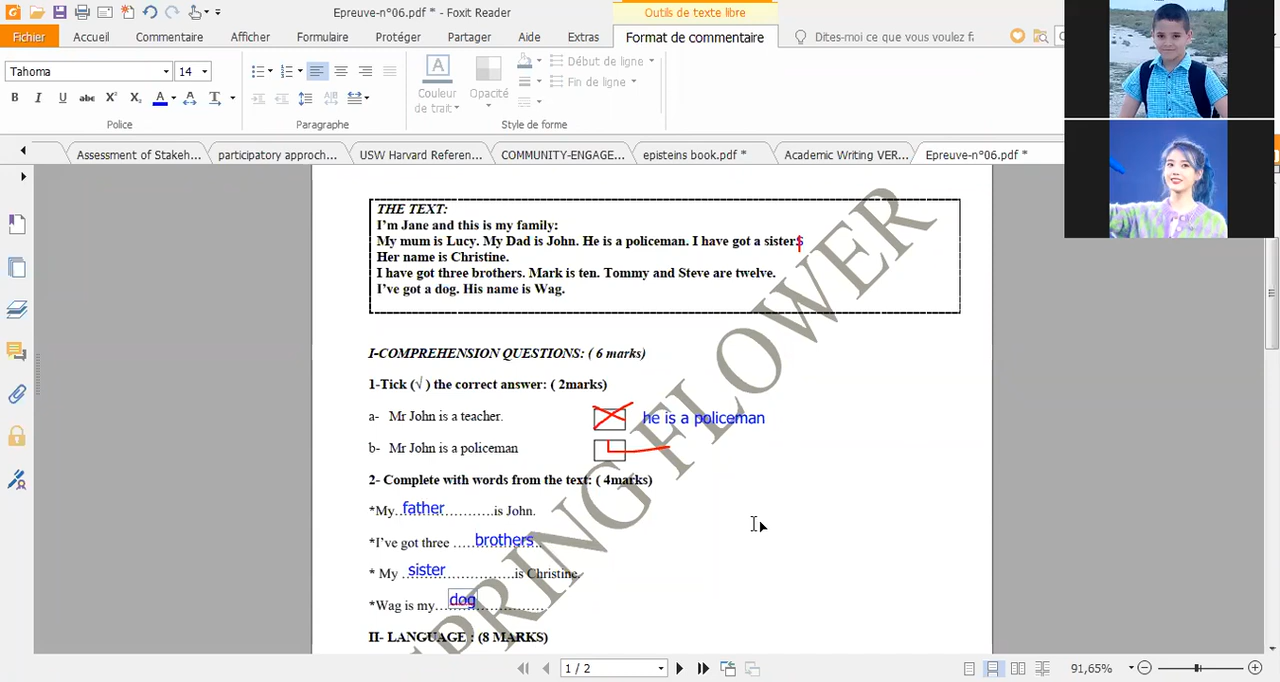 Epreuve-n°06.pdf * - Foxit Reader
Outils de texte libre
Fichier Accueil Commentaire Afficher Formulaire Protéger Partager Aide Extras Format de commentaire Dites-moi ce que vous voulez fa
Tahoma 14
Couleur de trait
Opacité
Début de ligne
Fin de ligne
Police Paragraphe Style de forme
Assessment of Stakeh... participatory approch... USW Harvard Referen... COMMUNITY-ENGAGE... episteins book.pdf * Academic Writing VER... Epreuve-n°06.pdf *
THE TEXT:
I'm Jane and this is my family:
My mum is Lucy. My Dad is John. He is a policeman. I have got a sister.
Her name is Christine.
I have got three brothers. Mark is ten. Tommy and Steve are twelve.
I've got a dog. His name is Wag.
I-COMPREHENSION QUESTIONS: ( 6 marks)
1-Tick (√ ) the correct answer: ( 2marks)
a- Mr John is a teacher. he is a policeman
b- Mr John is a policeman
2- Complete with words from the text: ( 4marks)
*My.father......................is John.
*I've got three ......brothers..
* My .sister..........................is Christine.
*Wag is my...dog......................
II- LANGUAGE : (8 MARKS)
SPRING FLOWER
1 / 2
91,65%